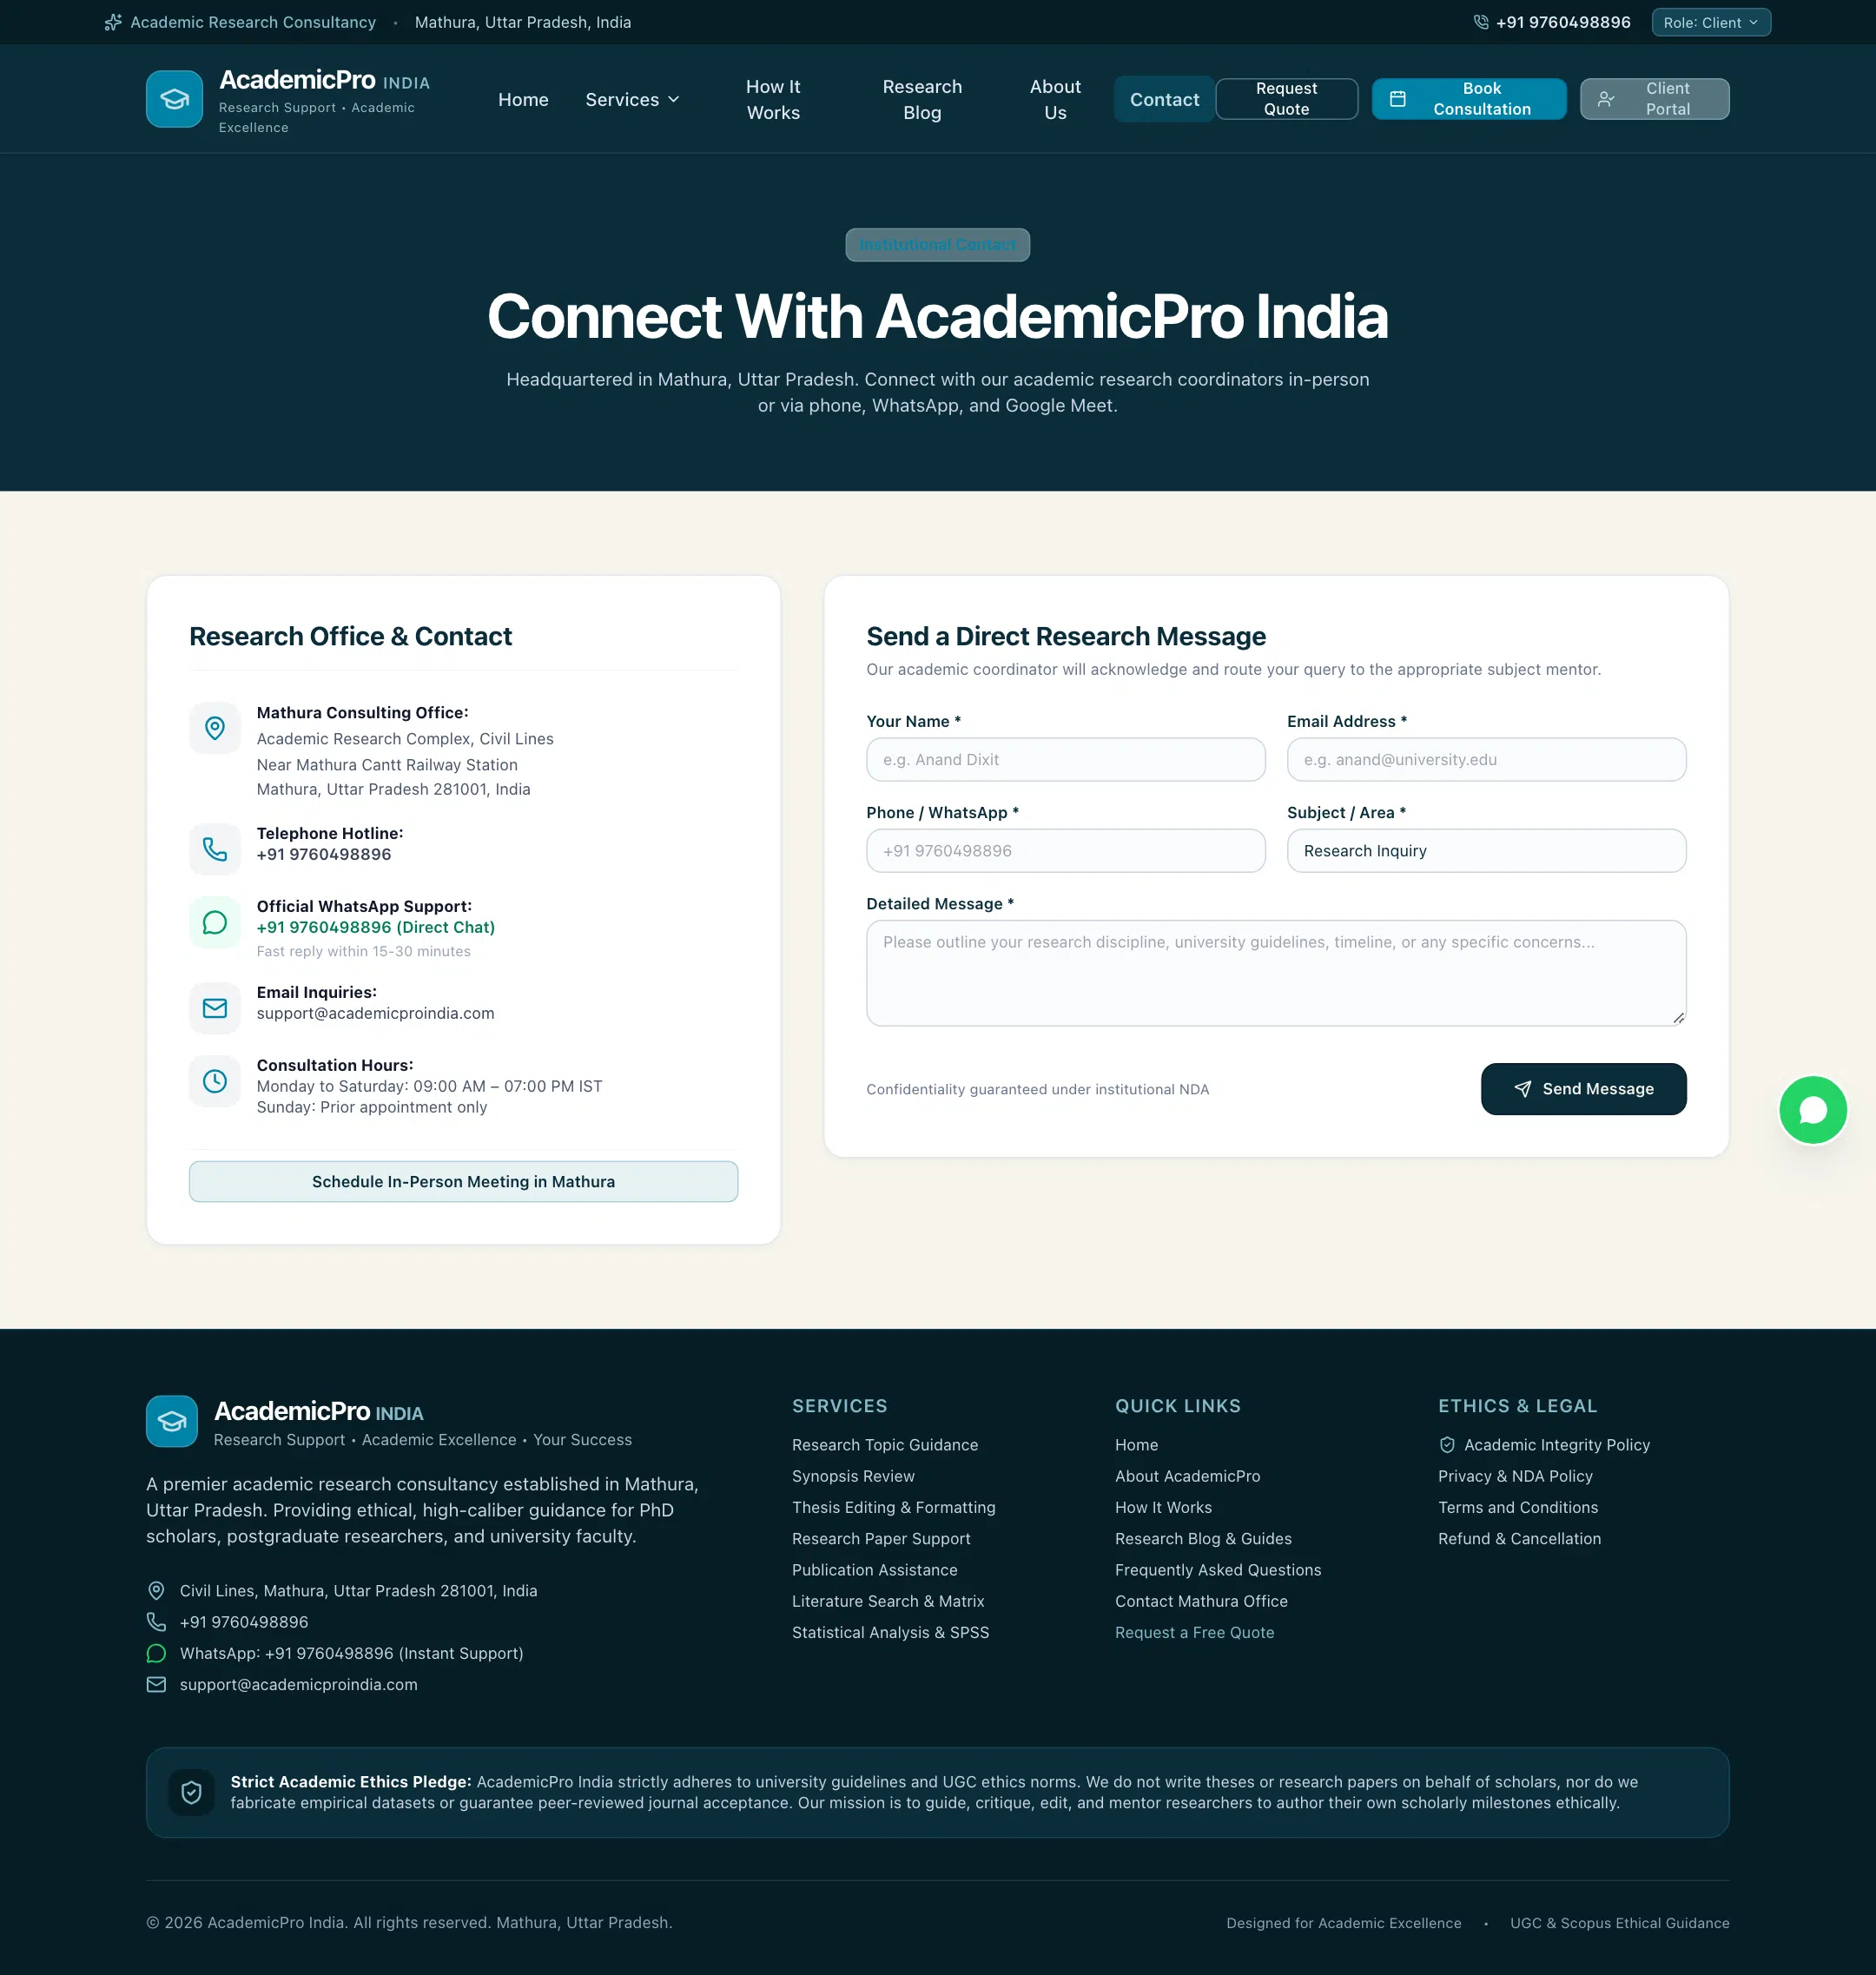 Academic Research Consultancy • Mathura, Uttar Pradesh, India
+91 9760498896
Role: Client
AcademicPro INDIA
Research Support • Academic
Excellence
Home
Services
How It
Works
Research
Blog
About
Us
Contact
Request
Quote
Book
Consultation
Client
Portal
Institutional Contact
Connect With AcademicPro India
Headquartered in Mathura, Uttar Pradesh. Connect with our academic research coordinators in-person
or via phone, WhatsApp, and Google Meet.
Research Office & Contact
Mathura Consulting Office:
Academic Research Complex, Civil Lines
Near Mathura Cantt Railway Station
Mathura, Uttar Pradesh 281001, India
Telephone Hotline:
+91 9760498896
Official WhatsApp Support:
+91 9760498896 (Direct Chat)
Fast reply within 15-30 minutes
Email Inquiries:
support@academicproindia.com
Consultation Hours:
Monday to Saturday: 09:00 AM – 07:00 PM IST
Sunday: Prior appointment only
Schedule In-Person Meeting in Mathura
Send a Direct Research Message
Our academic coordinator will acknowledge and route your query to the appropriate subject mentor.
Your Name *
e.g. Anand Dixit
Email Address *
e.g. anand@university.edu
Phone / WhatsApp *
+91 9760498896
Subject / Area *
Research Inquiry
Detailed Message *
Please outline your research discipline, university guidelines, timeline, or any specific concerns...
Confidentiality guaranteed under institutional NDA
Send Message
AcademicPro INDIA
Research Support • Academic Excellence • Your Success
A premier academic research consultancy established in Mathura,
Uttar Pradesh. Providing ethical, high-caliber guidance for PhD
scholars, postgraduate researchers, and university faculty.
Civil Lines, Mathura, Uttar Pradesh 281001, India
+91 9760498896
WhatsApp: +91 9760498896 (Instant Support)
support@academicproindia.com
SERVICES
Research Topic Guidance
Synopsis Review
Thesis Editing & Formatting
Research Paper Support
Publication Assistance
Literature Search & Matrix
Statistical Analysis & SPSS
QUICK LINKS
Home
About AcademicPro
How It Works
Research Blog & Guides
Frequently Asked Questions
Contact Mathura Office
Request a Free Quote
ETHICS & LEGAL
Academic Integrity Policy
Privacy & NDA Policy
Terms and Conditions
Refund & Cancellation
Strict Academic Ethics Pledge: AcademicPro India strictly adheres to university guidelines and UGC ethics norms. We do not write theses or research papers on behalf of scholars, nor do we
fabricate empirical datasets or guarantee peer-reviewed journal acceptance. Our mission is to guide, critique, edit, and mentor researchers to author their own scholarly milestones ethically.
© 2026 AcademicPro India. All rights reserved. Mathura, Uttar Pradesh.
Designed for Academic Excellence • UGC & Scopus Ethical Guidance